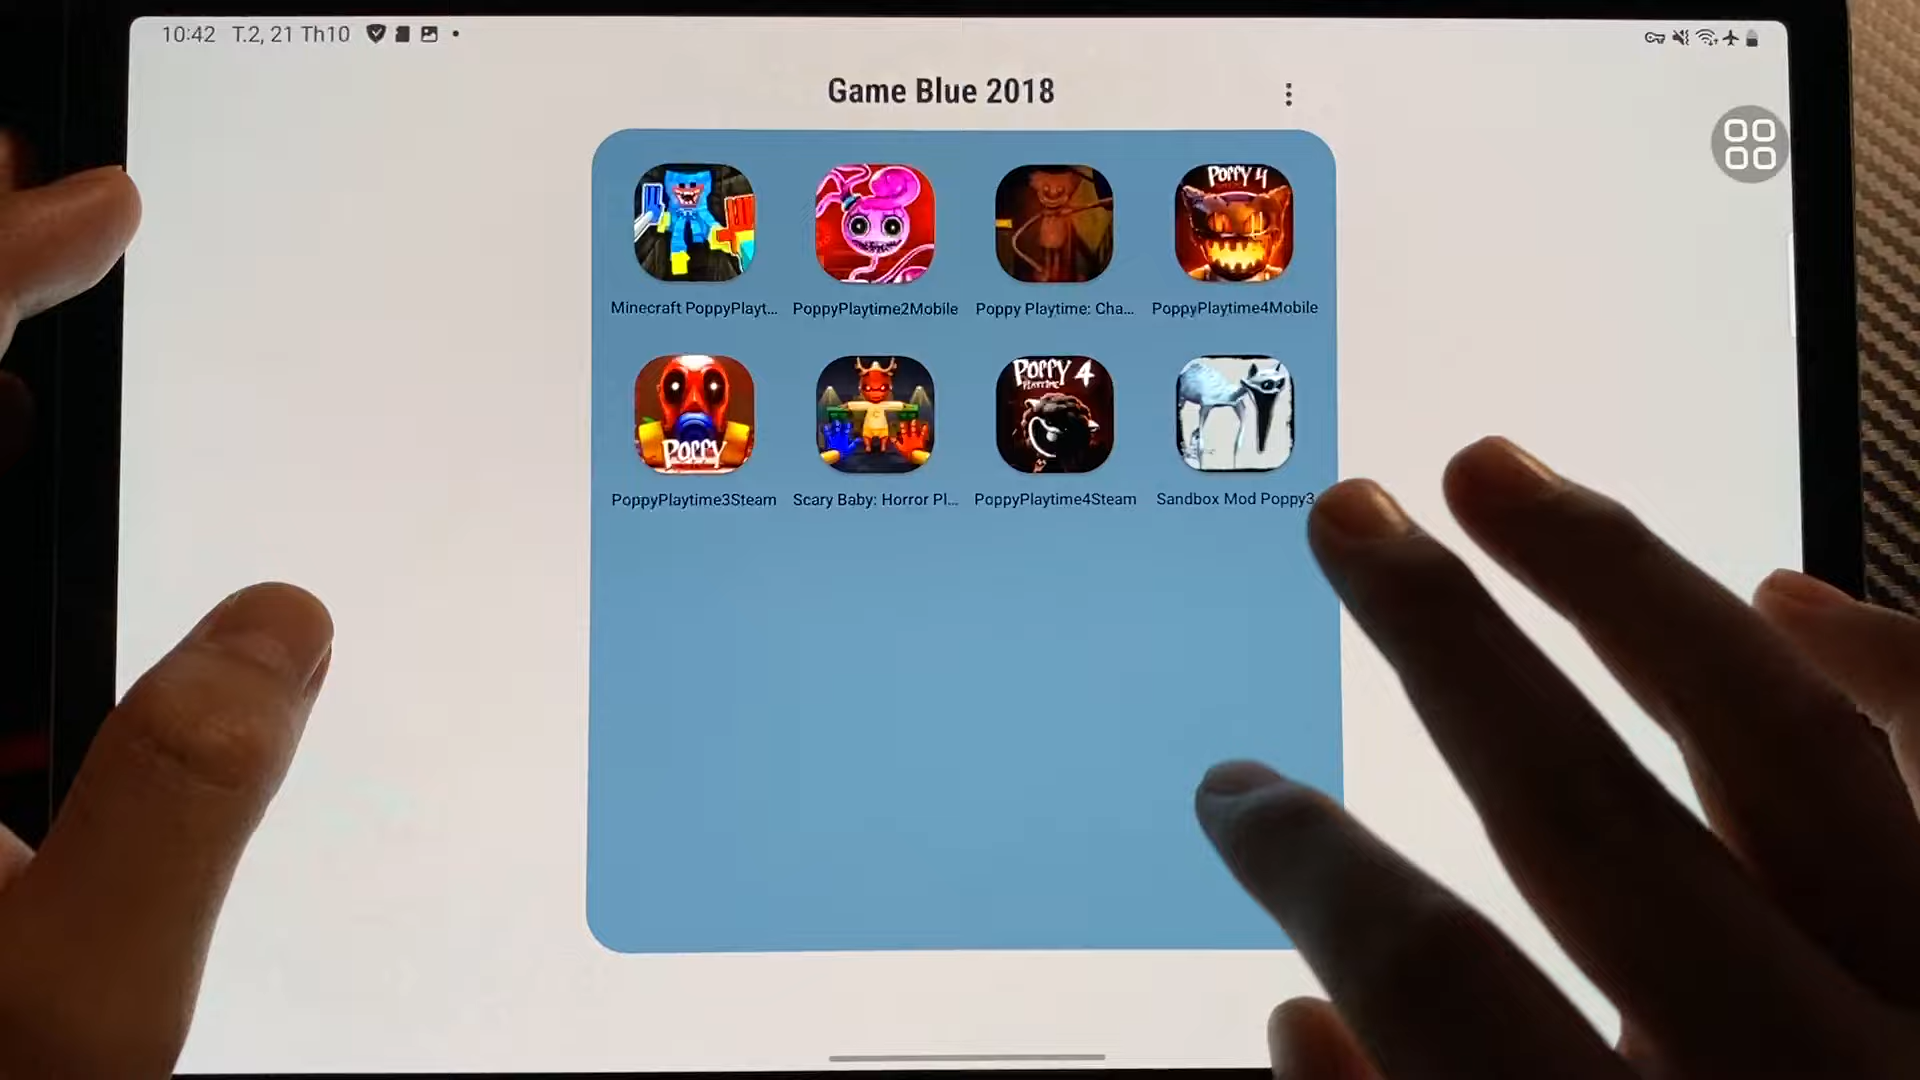 10:42 T.2, 21 Th10
Game Blue 2018
POPPY 4
Minecraft PoppyPlayt...
PoppyPlaytime2Mobile
Poppy Playtime: Cha...
PoppyPlaytime4Mobile
POPPY
POPPY 4
PLAYTIME
PoppyPlaytime3Steam
Scary Baby: Horror Pl...
PoppyPlaytime4Steam
Sandbox Mod Poppy3